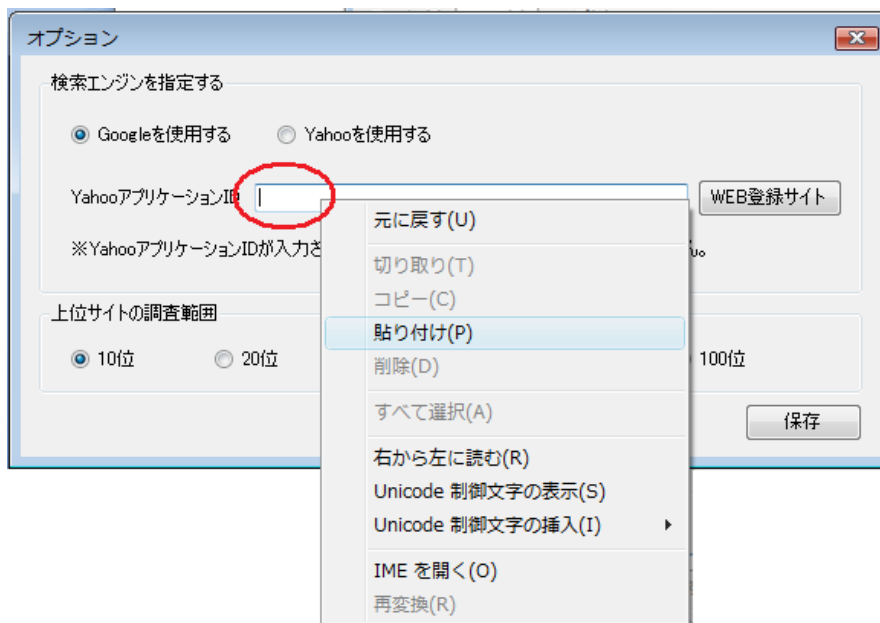 オプション
検索エンジンを指定する
Googleを使用する Yahooを使用する
YahooアプリケーションID WEB登録サイト
※YahooアプリケーションIDが入力さ ん。
上位サイトの調査範囲
10位 20位 100位
保存
元に戻す(U)
切り取り(T)
コピー(C)
貼り付け(P)
削除(D)
すべて選択(A)
右から左に読む(R)
Unicode 制御文字の表示(S)
Unicode 制御文字の挿入(I)
IME を開く(O)
再変換(R)